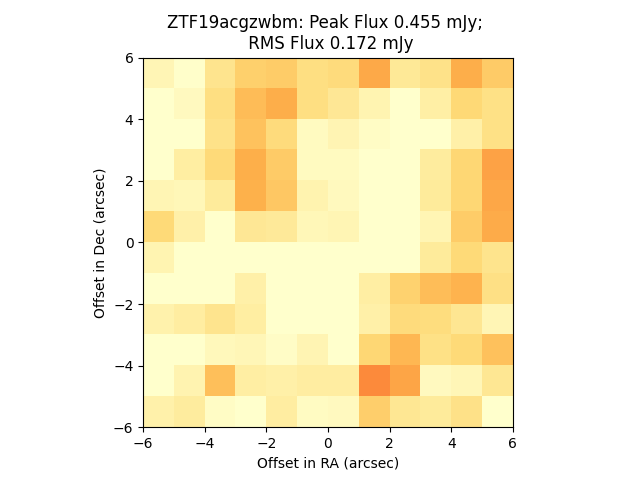 ZTF19acgzwbm: Peak Flux 0.455 mJy;
RMS Flux 0.172 mJy
6
4
2
0
−2
−4
−6
Offset in Dec (arcsec)
−6 −4 −2 0 2 4 6
Offset in RA (arcsec)